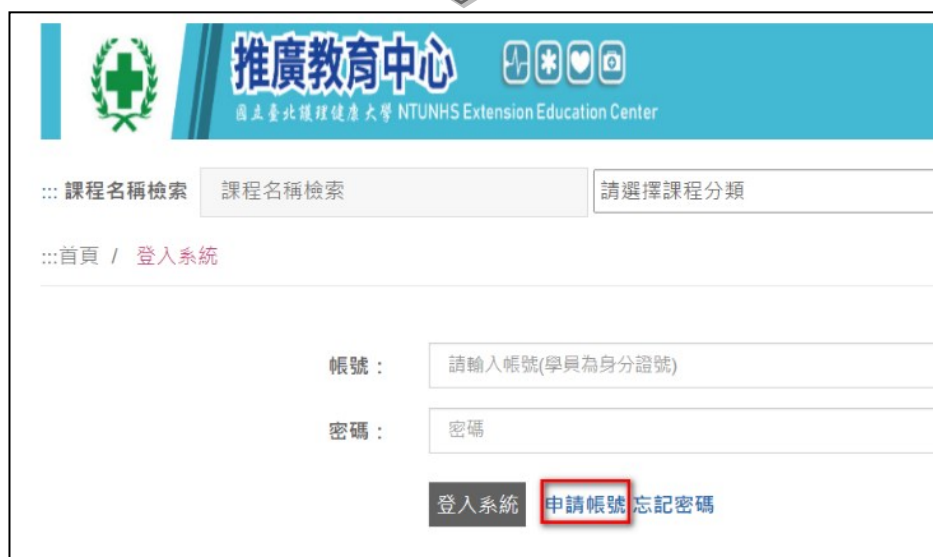 推廣教育中心
國立臺北護理健康大學 NTUNHS Extension Education Center
::: 課程名稱檢索 課程名稱檢索 請選擇課程分類
:::首頁 / 登入系統
帳號： 請輸入帳號(學員為身分證號)
密碼： 密碼
登入系統 申請帳號 忘記密碼